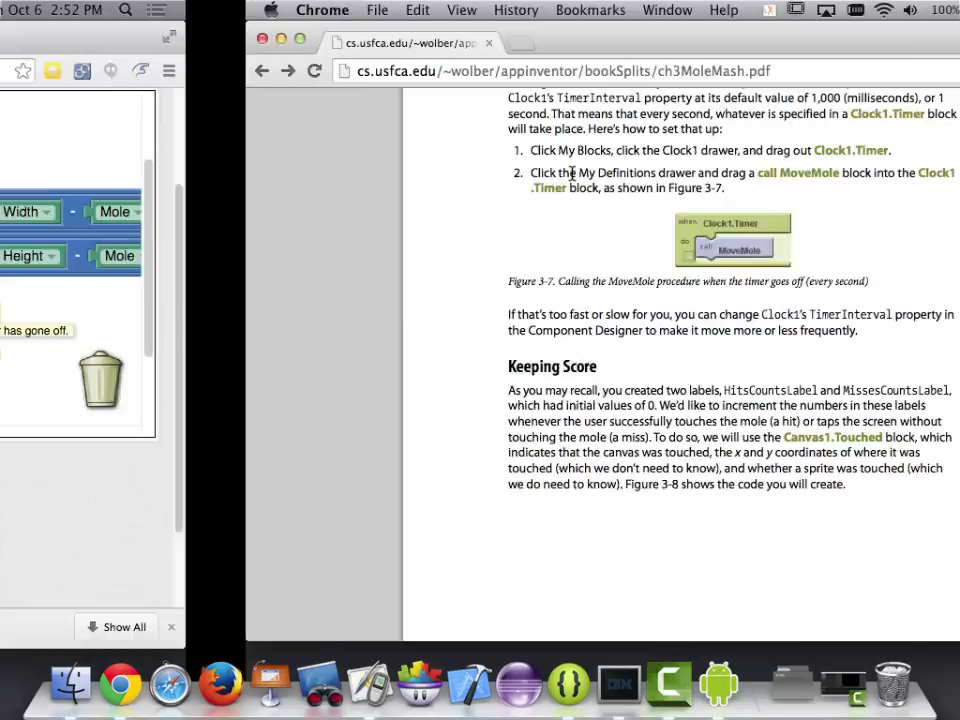 n Oct 6 2:52 PM
Chrome File Edit View History Bookmarks Window Help 100%
cs.usfca.edu/~wolber/app
cs.usfca.edu/~wolber/appinventor/bookSplits/ch3MoleMash.pdf
Width - Mole
Height - Mole
r has gone off.
Show All
Clock1's TimerInterval property at its default value of 1,000 (milliseconds), or 1
second. That means that every second, whatever is specified in a Clock1.Timer block
will take place. Here's how to set that up:
1. Click My Blocks, click the Clock1 drawer, and drag out Clock1.Timer.
2. Click the My Definitions drawer and drag a call MoveMole block into the Clock1
.Timer block, as shown in Figure 3-7.
when Clock1.Timer
do call MoveMole
Figure 3-7. Calling the MoveMole procedure when the timer goes off (every second)
If that's too fast or slow for you, you can change Clock1's TimerInterval property in
the Component Designer to make it move more or less frequently.
Keeping Score
As you may recall, you created two labels, HitsCountsLabel and MissesCountsLabel,
which had initial values of 0. We'd like to increment the numbers in these labels
whenever the user successfully touches the mole (a hit) or taps the screen without
touching the mole (a miss). To do so, we will use the Canvas1.Touched block, which
indicates that the canvas was touched, the x and y coordinates of where it was
touched (which we don't need to know), and whether a sprite was touched (which
we do need to know). Figure 3-8 shows the code you will create.
IBM